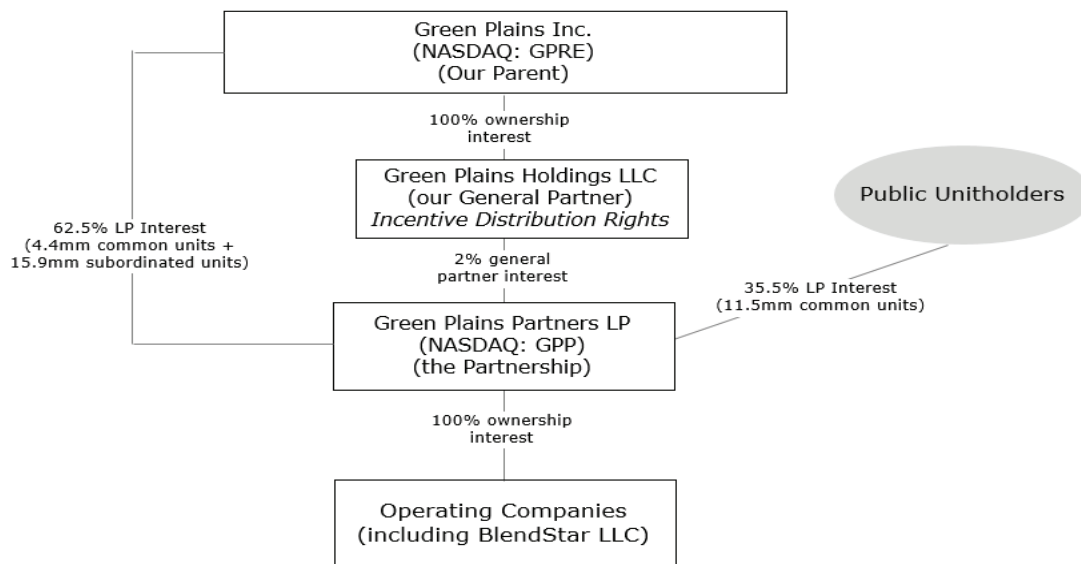 Green Plains Inc.
(NASDAQ: GPRE)
(Our Parent)
100% ownership
interest
Green Plains Holdings LLC
(our General Partner)
Incentive Distribution Rights
Public Unitholders
62.5% LP Interest
(4.4mm common units +
15.9mm subordinated units)
2% general
partner interest
35.5% LP Interest
(11.5mm common units)
Green Plains Partners LP
(NASDAQ: GPP)
(the Partnership)
100% ownership
interest
Operating Companies
(including BlendStar LLC)